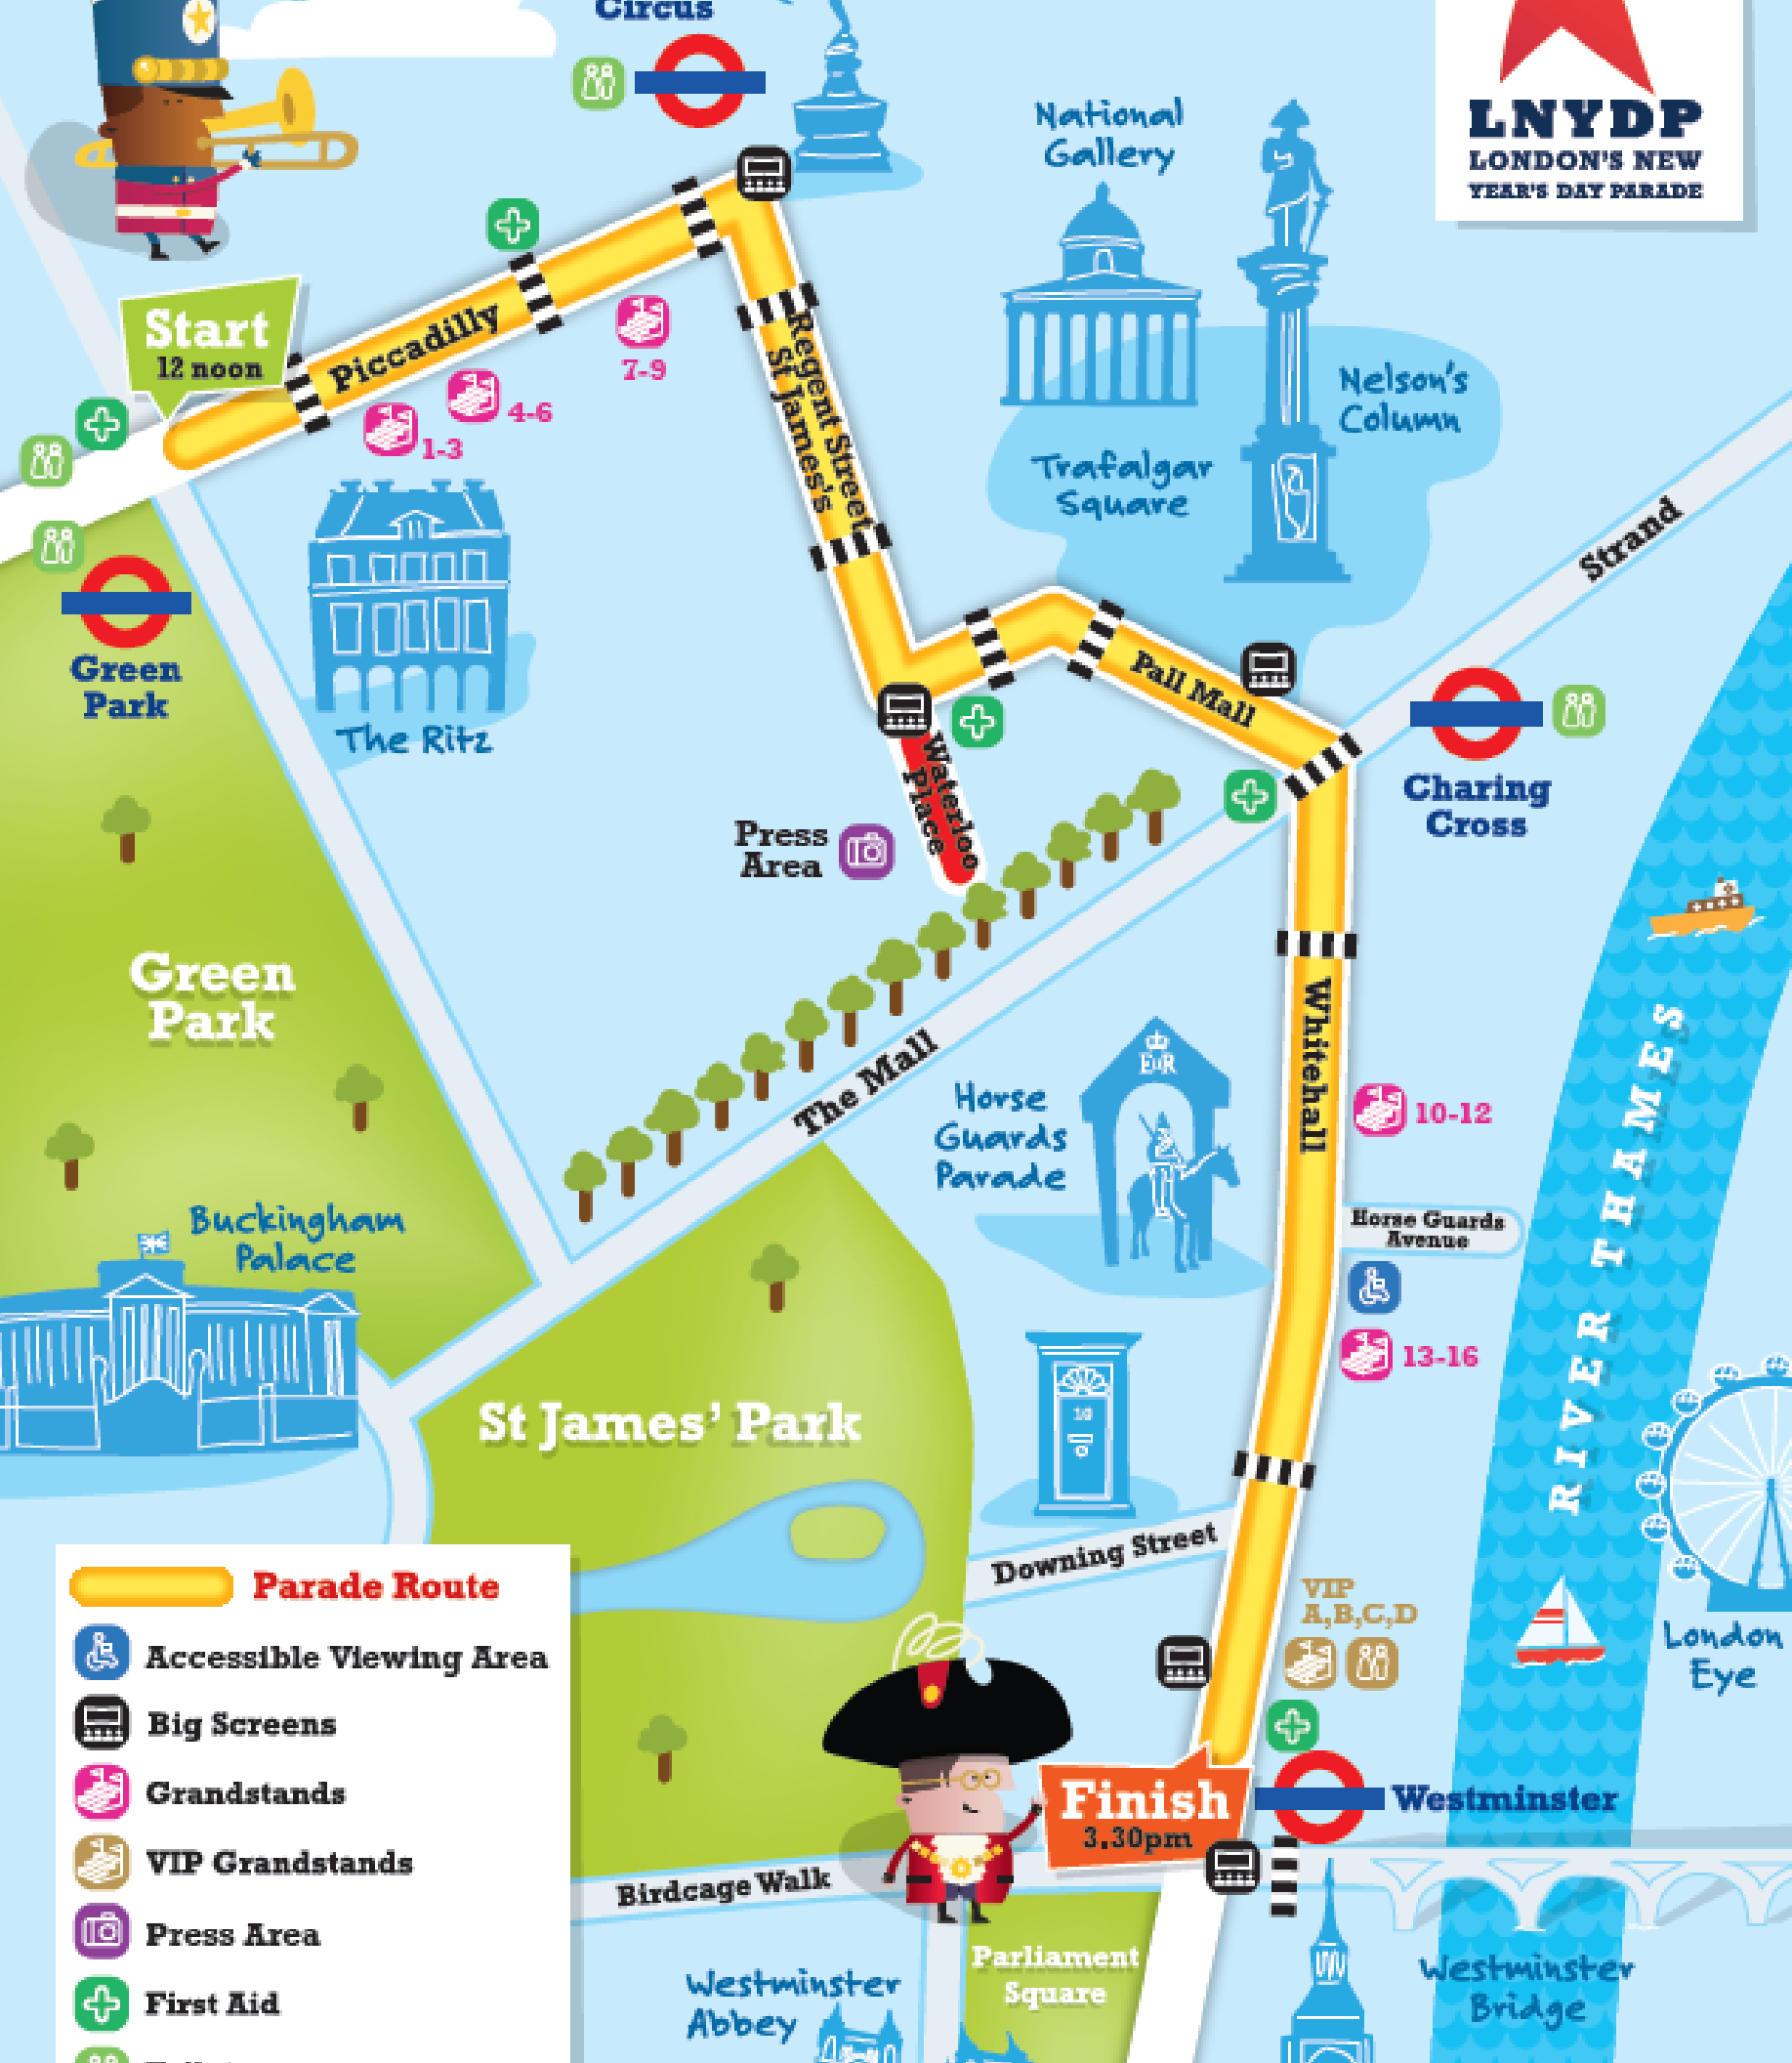 Circus
LNYDP
LONDON'S NEW
YEAR'S DAY PARADE
National
Gallery
Start
12 noon
Piccadilly
7-9
4-6
1-3
Regent Street
St James's
Nelson's
Column
Trafalgar
Square
Strand
Green
Park
The Ritz
Pall Mall
Charing
Cross
Waterloo
Place
Press
Area
Green
Park
The Mall
Whitehall
Horse
Guards
Parade
EIIR
10-12
RIVER THAMES
Horse Guards
Avenue
Buckingham
Palace
13-16
10
St James' Park
Downing Street
VIP
A,B,C,D
London
Eye
Parade Route
Accessible Viewing Area
Big Screens
Grandstands
VIP Grandstands
Press Area
First Aid
Finish
3.30pm
Westminster
Birdcage Walk
Parliament
Square
Westminster
Abbey
Westminster
Bridge